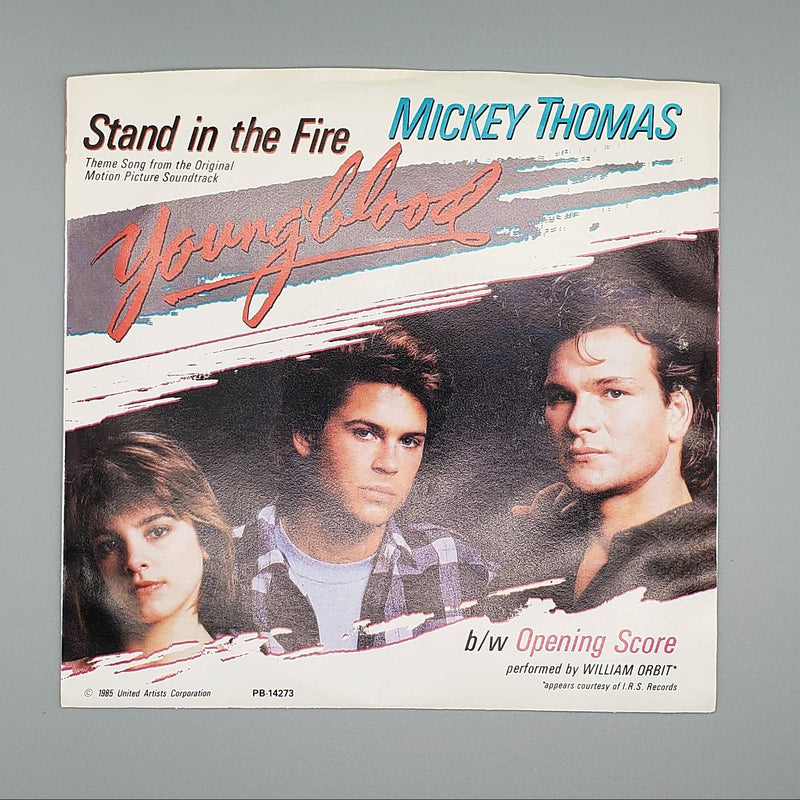 Stand in the Fire
Theme Song from the Original
Motion Picture Soundtrack
MICKEY THOMAS
Youngblood
b/w Opening Score
performed by WILLIAM ORBIT*
*appears courtesy of I.R.S. Records
© 1985 United Artists Corporation
PB-14273